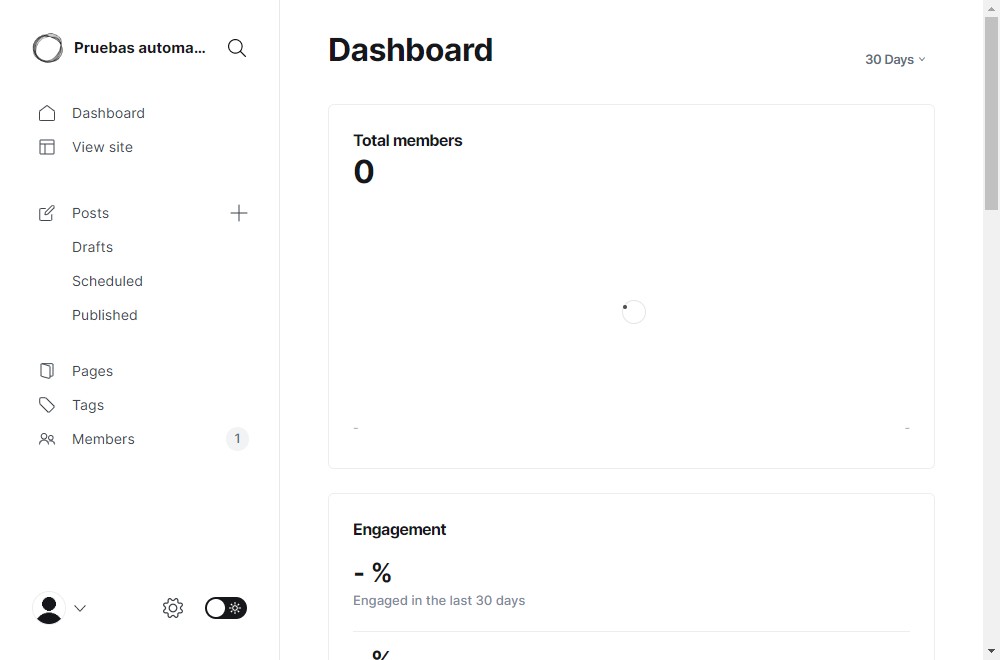 Pruebas automa...
Dashboard
View site
Posts
Drafts
Scheduled
Published
Pages
Tags
Members 1
Dashboard
30 Days
Total members
0
- -
Engagement
- %
Engaged in the last 30 days
- %